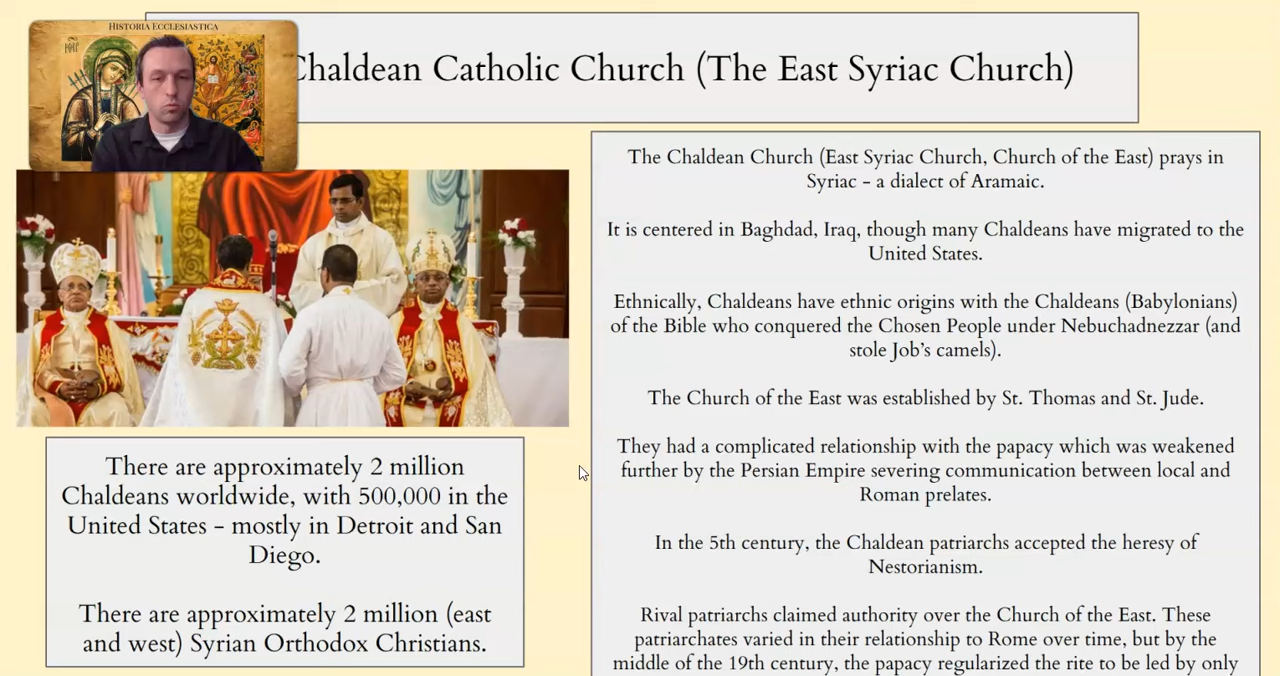 Historia Ecclesiastica
Chaldean Catholic Church (The East Syriac Church)
The Chaldean Church (East Syriac Church, Church of the East) prays in
Syriac - a dialect of Aramaic.
It is centered in Baghdad, Iraq, though many Chaldeans have migrated to the
United States.
Ethnically, Chaldeans have ethnic origins with the Chaldeans (Babylonians)
of the Bible who conquered the Chosen People under Nebuchadnezzar (and
stole Job's camels).
The Church of the East was established by St. Thomas and St. Jude.
They had a complicated relationship with the papacy which was weakened
further by the Persian Empire severing communication between local and
Roman prelates.
In the 5th century, the Chaldean patriarchs accepted the heresy of
Nestorianism.
Rival patriarchs claimed authority over the Church of the East. These
patriarchates varied in their relationship to Rome over time, but by the
middle of the 19th century, the papacy regularized the rite to be led by only
There are approximately 2 million
Chaldeans worldwide, with 500,000 in the
United States - mostly in Detroit and San
Diego.
There are approximately 2 million (east
and west) Syrian Orthodox Christians.